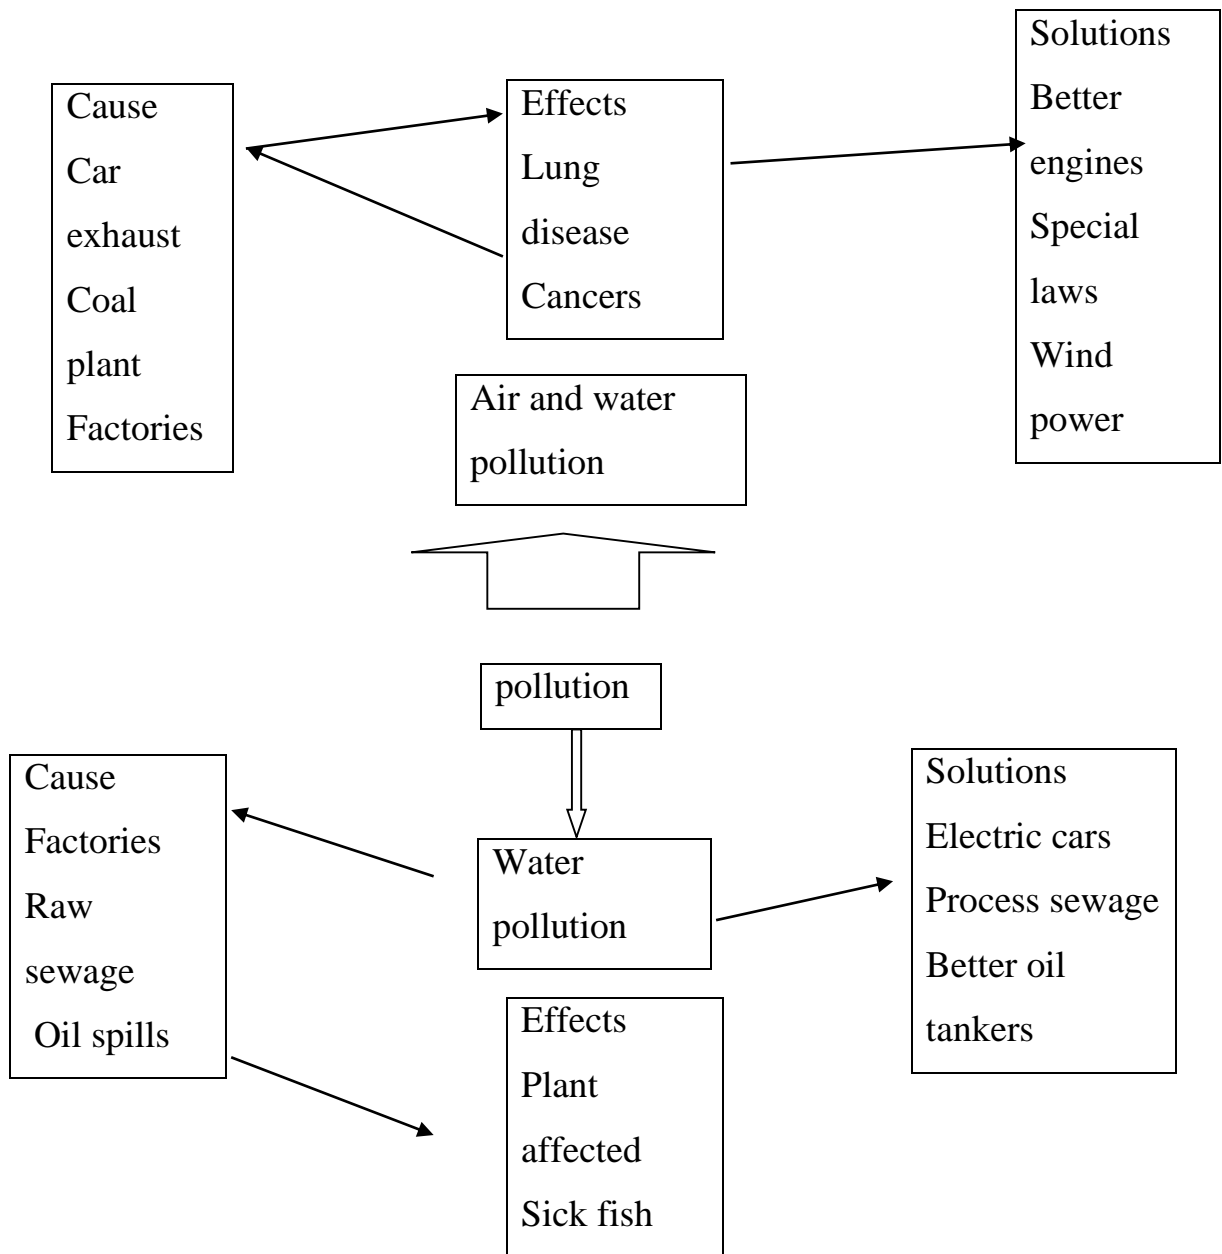 Cause
Car
exhaust
Coal
plant
Factories
Effects
Lung
disease
Cancers
Solutions
Better
engines
Special
laws
Wind
power
Air and water
pollution
pollution
Cause
Factories
Raw
sewage
Oil spills
Water
pollution
Solutions
Electric cars
Process sewage
Better oil
tankers
Effects
Plant
affected
Sick fish